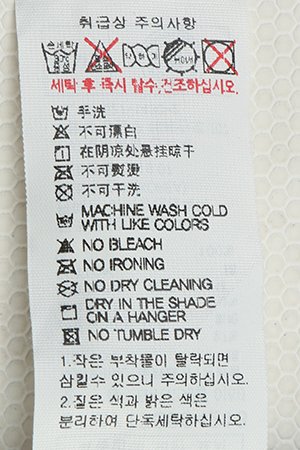 취급상 주의사항
손세탁
세탁 후 즉시 탈수, 건조하십시오.
手洗
不可漂白
在阴凉处悬挂晾干
不可熨燙
不可干洗
MACHINE WASH COLD
WITH LIKE COLORS
NO BLEACH
NO IRONING
NO DRY CLEANING
DRY IN THE SHADE
ON A HANGER
NO TUMBLE DRY
1.작은 부착물이 탈락되면
삼킬수 있으니 주의하십시오.
2.짙은 색과 밝은 색은
분리하여 단독세탁하십시오.